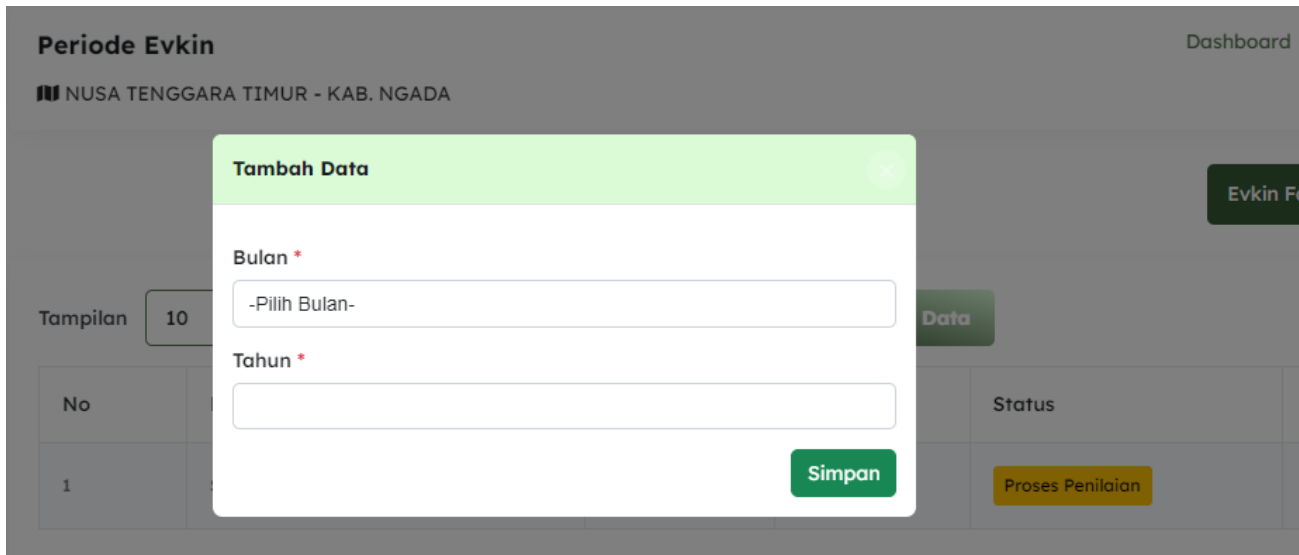 Periode Evkin
Dashboard
NUSA TENGGARA TIMUR - KAB. NGADA
Tambah Data
Evkin
Bulan *
-Pilih Bulan-
Tampilan 10
Data
Tahun *
No
Status
Simpan
1
Proses Penilaian